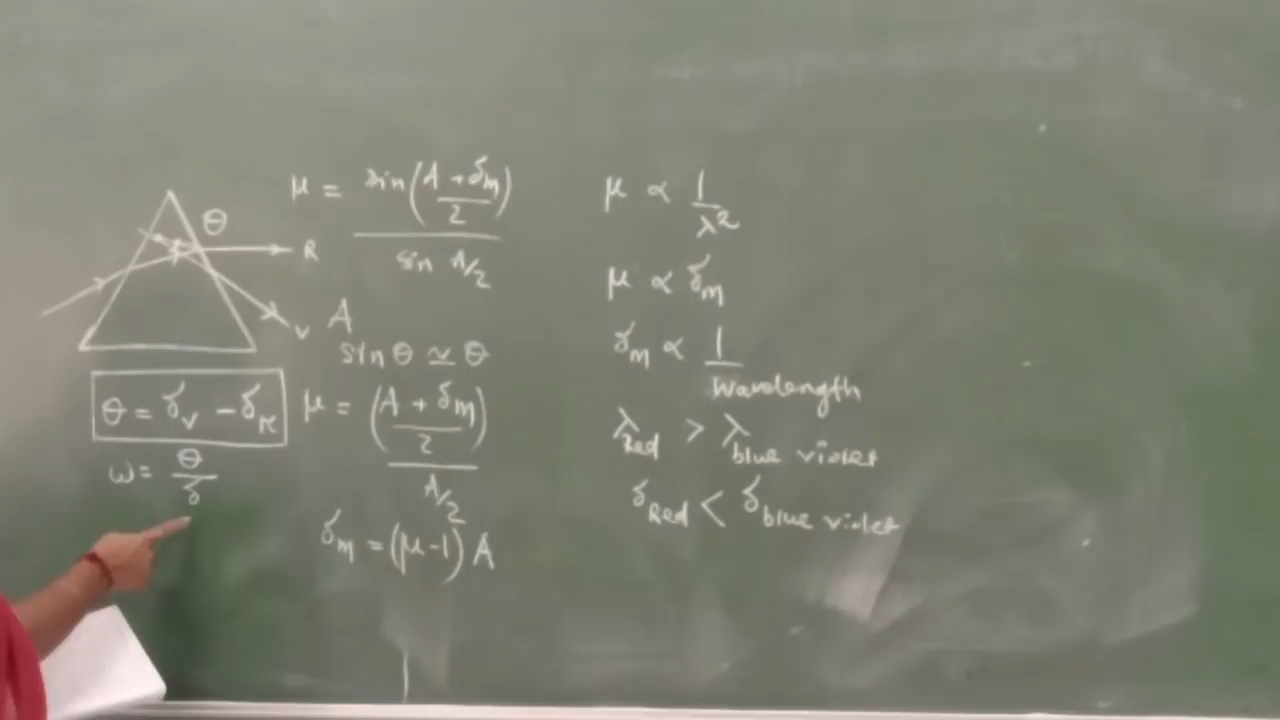 θ
R
V
θ = δv - δR
ω = θ/δ
μ = sin((A + δm)/2) / sin A/2
A
sin θ ≃ θ
μ = ((A + δm)/2) / A/2
δm = (μ-1) A
μ ∝ 1/λ²
μ ∝ δm
δm ∝ 1/wavelength
λRed > λblue violet
δRed < δblue violet